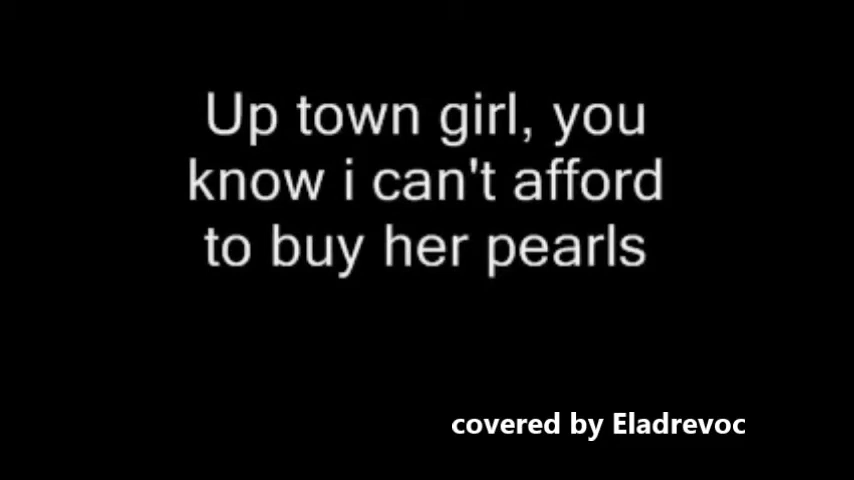 Up town girl, you
know i can't afford
to buy her pearls
covered by Eladrevoc